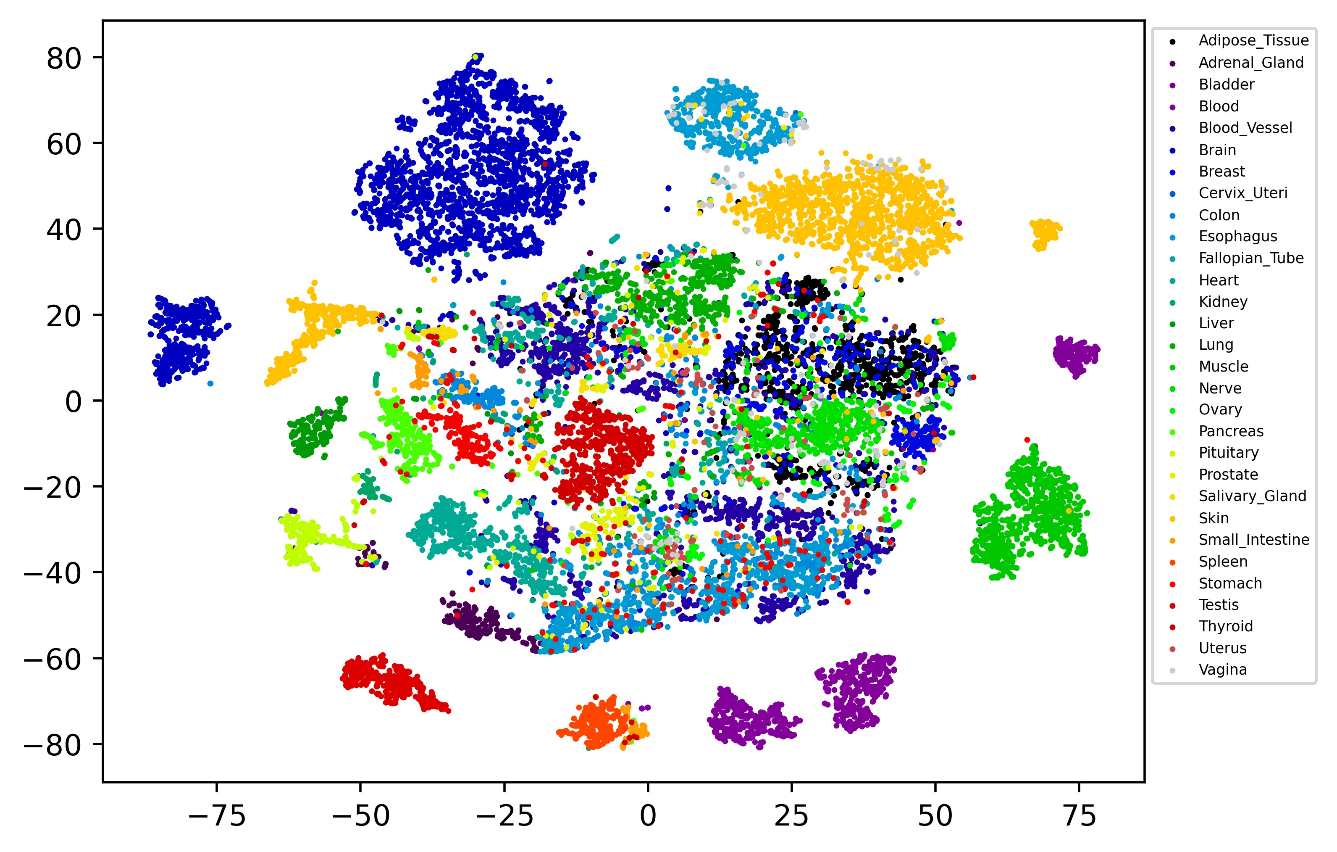 80
60
40
20
0
−20
−40
−60
−80
−75
−50
−25
0
25
50
75
Adipose_Tissue
Adrenal_Gland
Bladder
Blood
Blood_Vessel
Brain
Breast
Cervix_Uteri
Colon
Esophagus
Fallopian_Tube
Heart
Kidney
Liver
Lung
Muscle
Nerve
Ovary
Pancreas
Pituitary
Prostate
Salivary_Gland
Skin
Small_Intestine
Spleen
Stomach
Testis
Thyroid
Uterus
Vagina